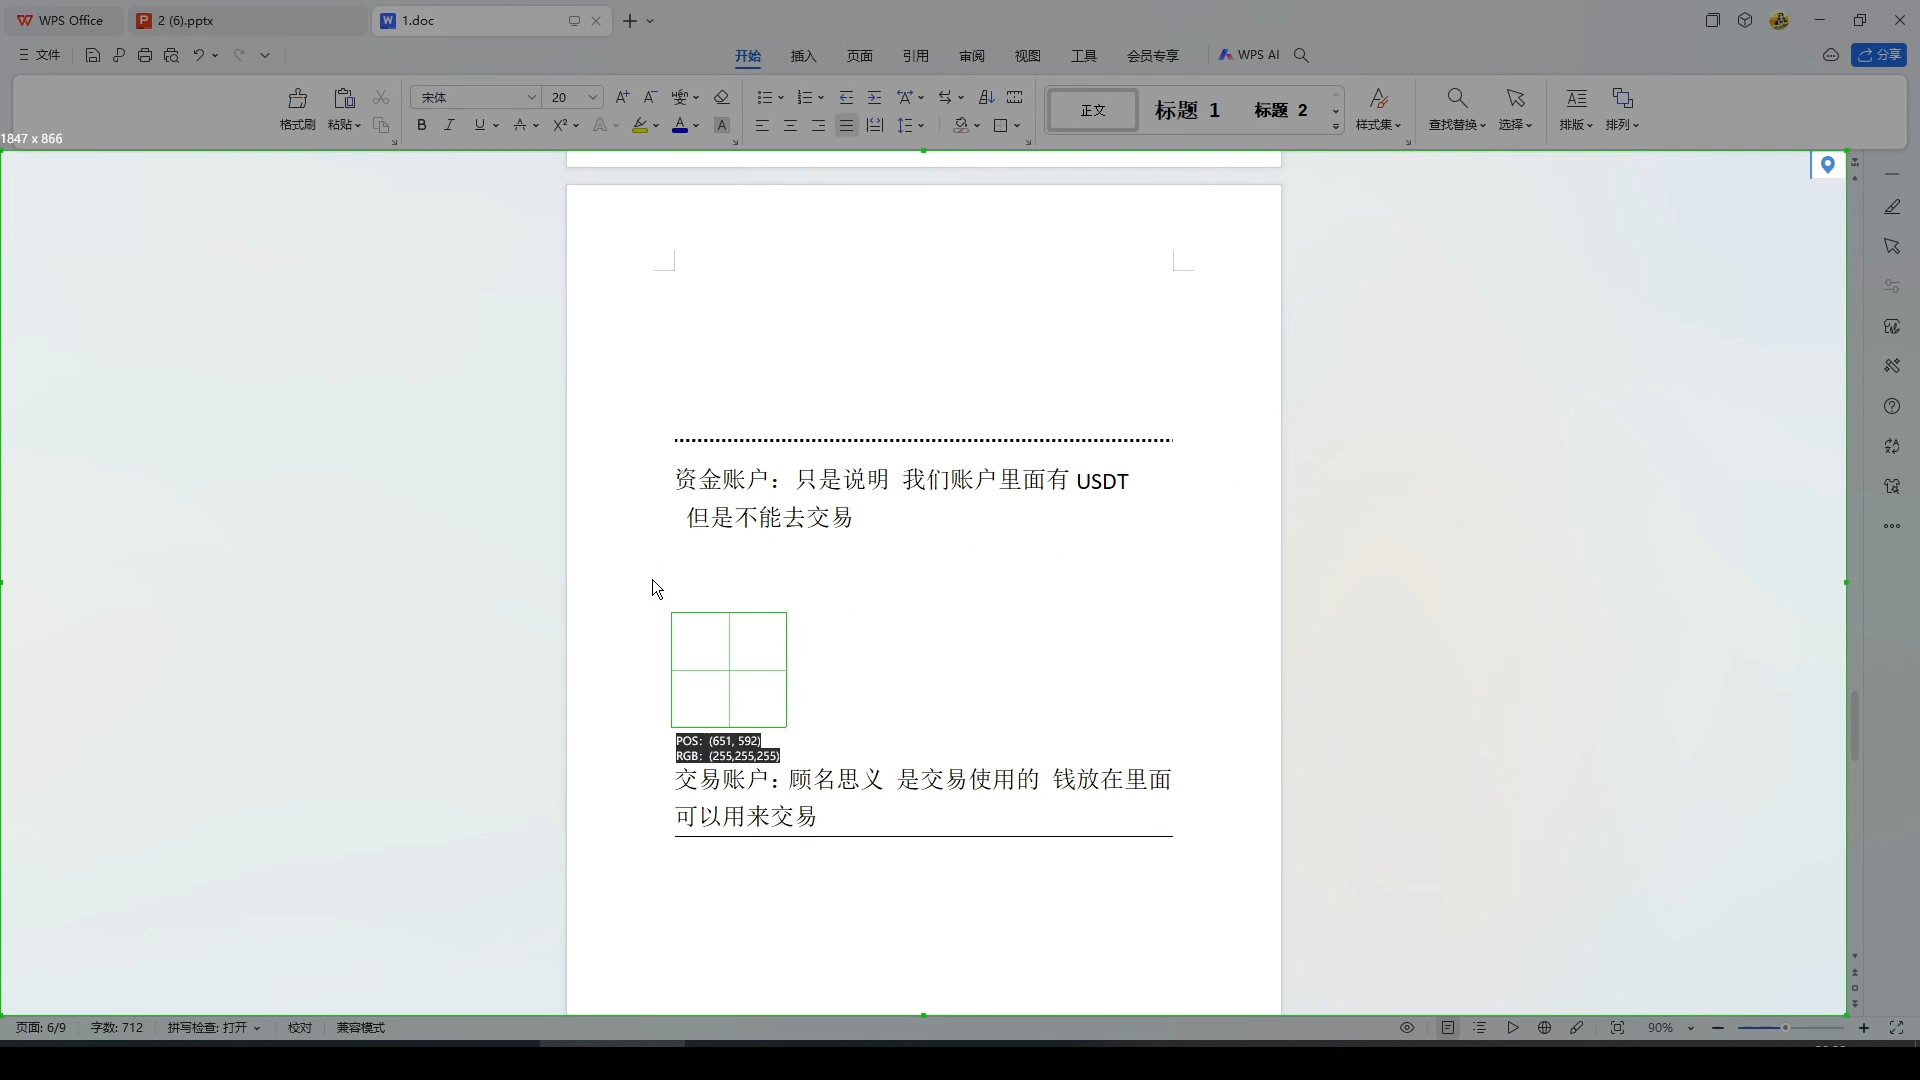 WPS Office
2 (6).pptx
1.doc
文件
开始
插入
页面
引用
审阅
视图
工具
会员专享
WPS AI
分享
格式刷
粘贴
宋体
20
正文
标题 1
标题 2
样式集
查找替换
选择
排版
排列
1847 x 866
资金账户：只是说明 我们账户里面有 USDT
但是不能去交易
POS: (651, 592)
RGB: (255,255,255)
交易账户：顾名思义 是交易使用的 钱放在里面
可以用来交易
页面: 6/9
字数: 712
拼写检查: 打开
校对
兼容模式
90%